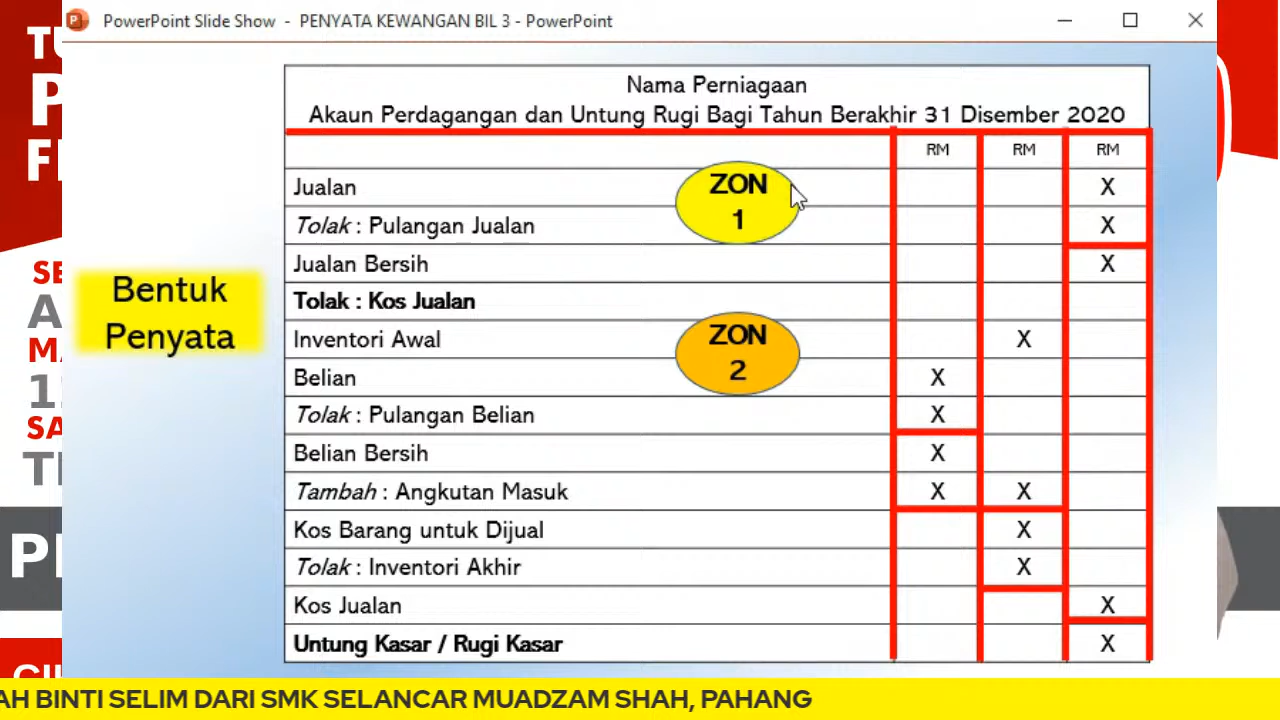 PowerPoint Slide Show - PENYATA KEWANGAN BIL 3 - PowerPoint
Nama Perniagaan
Akaun Perdagangan dan Untung Rugi Bagi Tahun Berakhir 31 Disember 2020
RM RM RM
Jualan X
Tolak : Pulangan Jualan X
ZON
1
Jualan Bersih X
Bentuk
Penyata
Tolak : Kos Jualan
Inventori Awal X
ZON
2
Belian X
Tolak : Pulangan Belian X
Belian Bersih X
Tambah : Angkutan Masuk X X
Kos Barang untuk Dijual X
Tolak : Inventori Akhir X
Kos Jualan X
Untung Kasar / Rugi Kasar X
AH BINTI SELIM DARI SMK SELANCAR MUADZAM SHAH, PAHANG